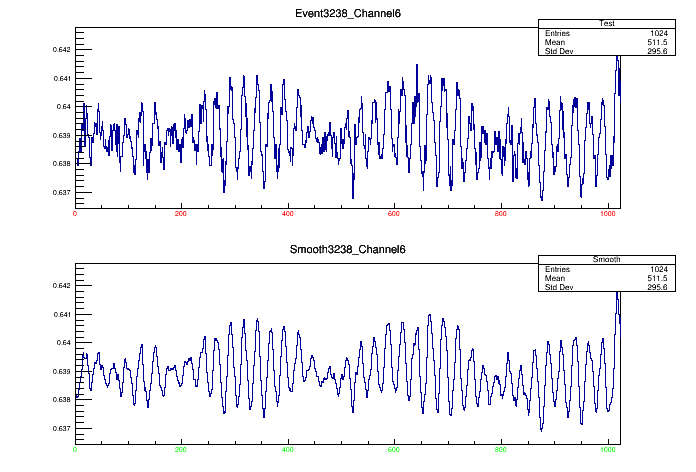 Event3238_Channel6
Test
Entries 1024
Mean 511.5
Std Dev 295.6
0.642
0.641
0.64
0.639
0.638
0.637
0 200 400 600 800 1000
Smooth3238_Channel6
Smooth
Entries 1024
Mean 511.5
Std Dev 295.6
0.642
0.641
0.64
0.639
0.638
0.637
0 200 400 600 800 1000